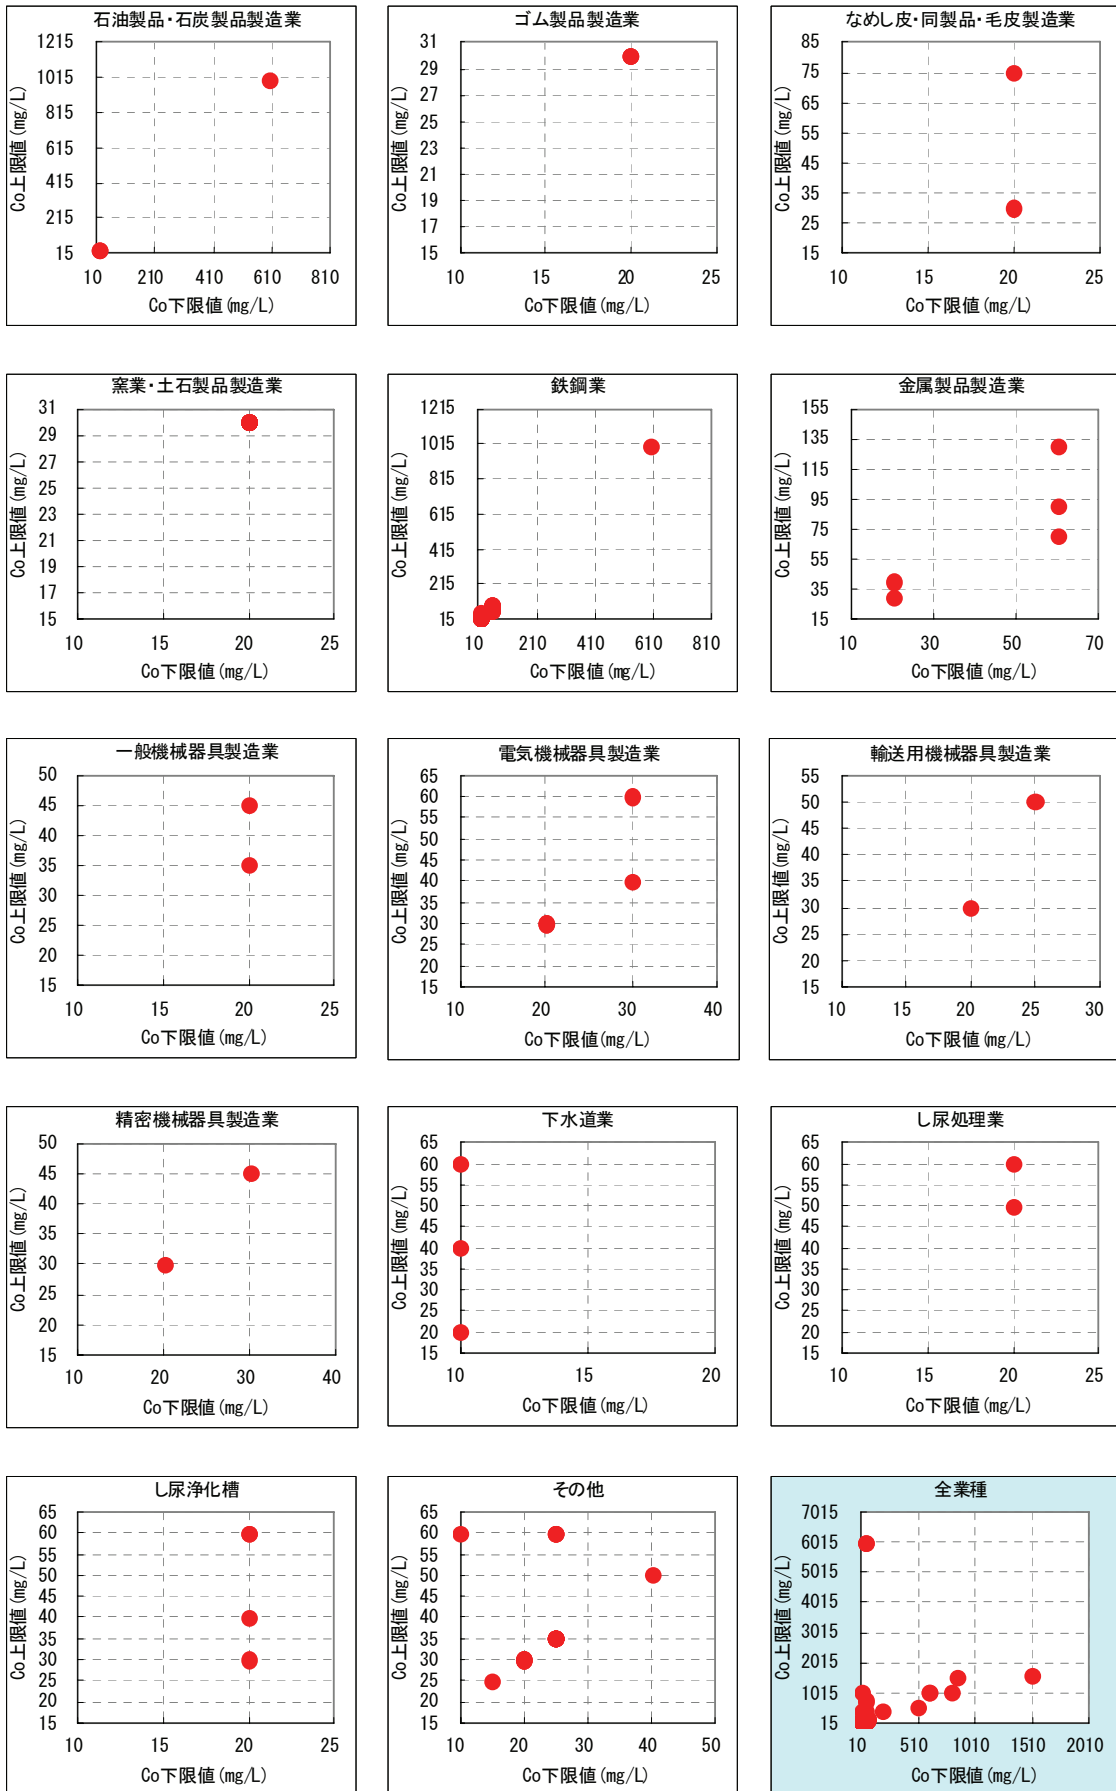 石油製品・石炭製品製造業
Co上限値(mg/L)
1215
1015
815
615
415
215
15
10 210 410 610 810
Co下限値(mg/L)
ゴム製品製造業
Co上限値(mg/L)
31
29
27
25
23
21
19
17
15
10 15 20 25
Co下限値(mg/L)
なめし皮・同製品・毛皮製造業
Co上限値(mg/L)
85
75
65
55
45
35
25
15
10 15 20 25
Co下限値(mg/L)
窯業・土石製品製造業
Co上限値(mg/L)
31
29
27
25
23
21
19
17
15
10 15 20 25
Co下限値(mg/L)
鉄鋼業
Co上限値(mg/L)
1215
1015
815
615
415
215
15
10 210 410 610 810
Co下限値(mg/L)
金属製品製造業
Co上限値(mg/L)
155
135
115
95
75
55
35
15
10 30 50 70
Co下限値(mg/L)
一般機械器具製造業
Co上限値(mg/L)
50
45
40
35
30
25
20
15
10 15 20 25
Co下限値(mg/L)
電気機械器具製造業
Co上限値(mg/L)
65
60
55
50
45
40
35
30
25
20
15
10 20 30 40
Co下限値(mg/L)
輸送用機械器具製造業
Co上限値(mg/L)
55
50
45
40
35
30
25
20
15
10 15 20 25 30
Co下限値(mg/L)
精密機械器具製造業
Co上限値(mg/L)
50
45
40
35
30
25
20
15
10 20 30 40
Co下限値(mg/L)
下水道業
Co上限値(mg/L)
65
60
55
50
45
40
35
30
25
20
15
10 15 20
Co下限値(mg/L)
し尿処理業
Co上限値(mg/L)
65
60
55
50
45
40
35
30
25
20
15
10 15 20 25
Co下限値(mg/L)
し尿浄化槽
Co上限値(mg/L)
65
60
55
50
45
40
35
30
25
20
15
10 15 20 25
Co下限値(mg/L)
その他
Co上限値(mg/L)
65
60
55
50
45
40
35
30
25
20
15
10 20 30 40 50
Co下限値(mg/L)
全業種
Co上限値(mg/L)
7015
6015
5015
4015
3015
2015
1015
15
10 510 1010 1510 2010
Co下限値(mg/L)